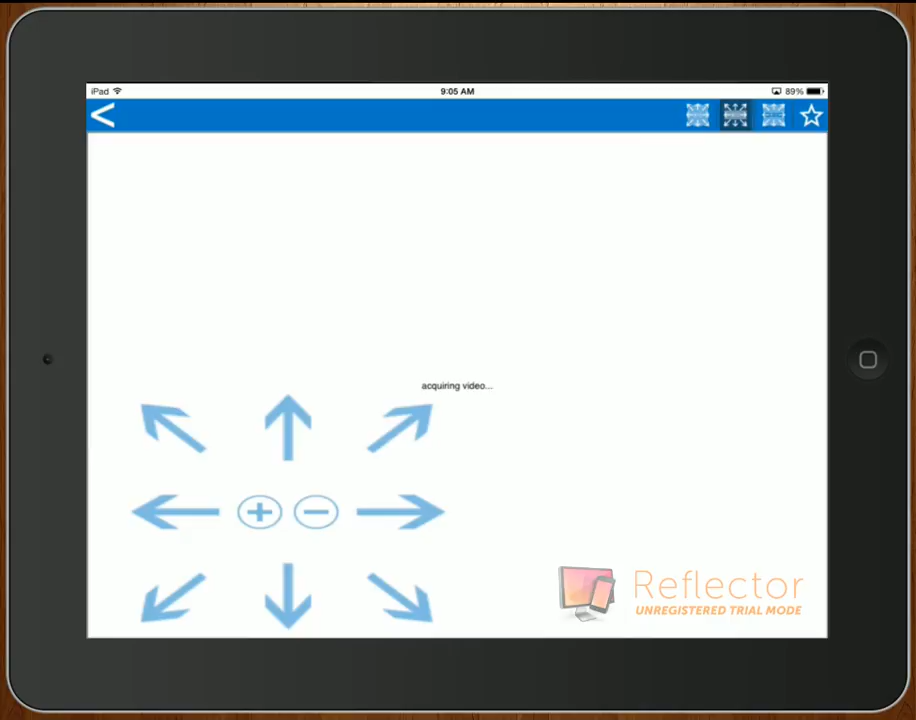 iPad
9:05 AM
89%
acquiring video...
Reflector
UNREGISTERED TRIAL MODE